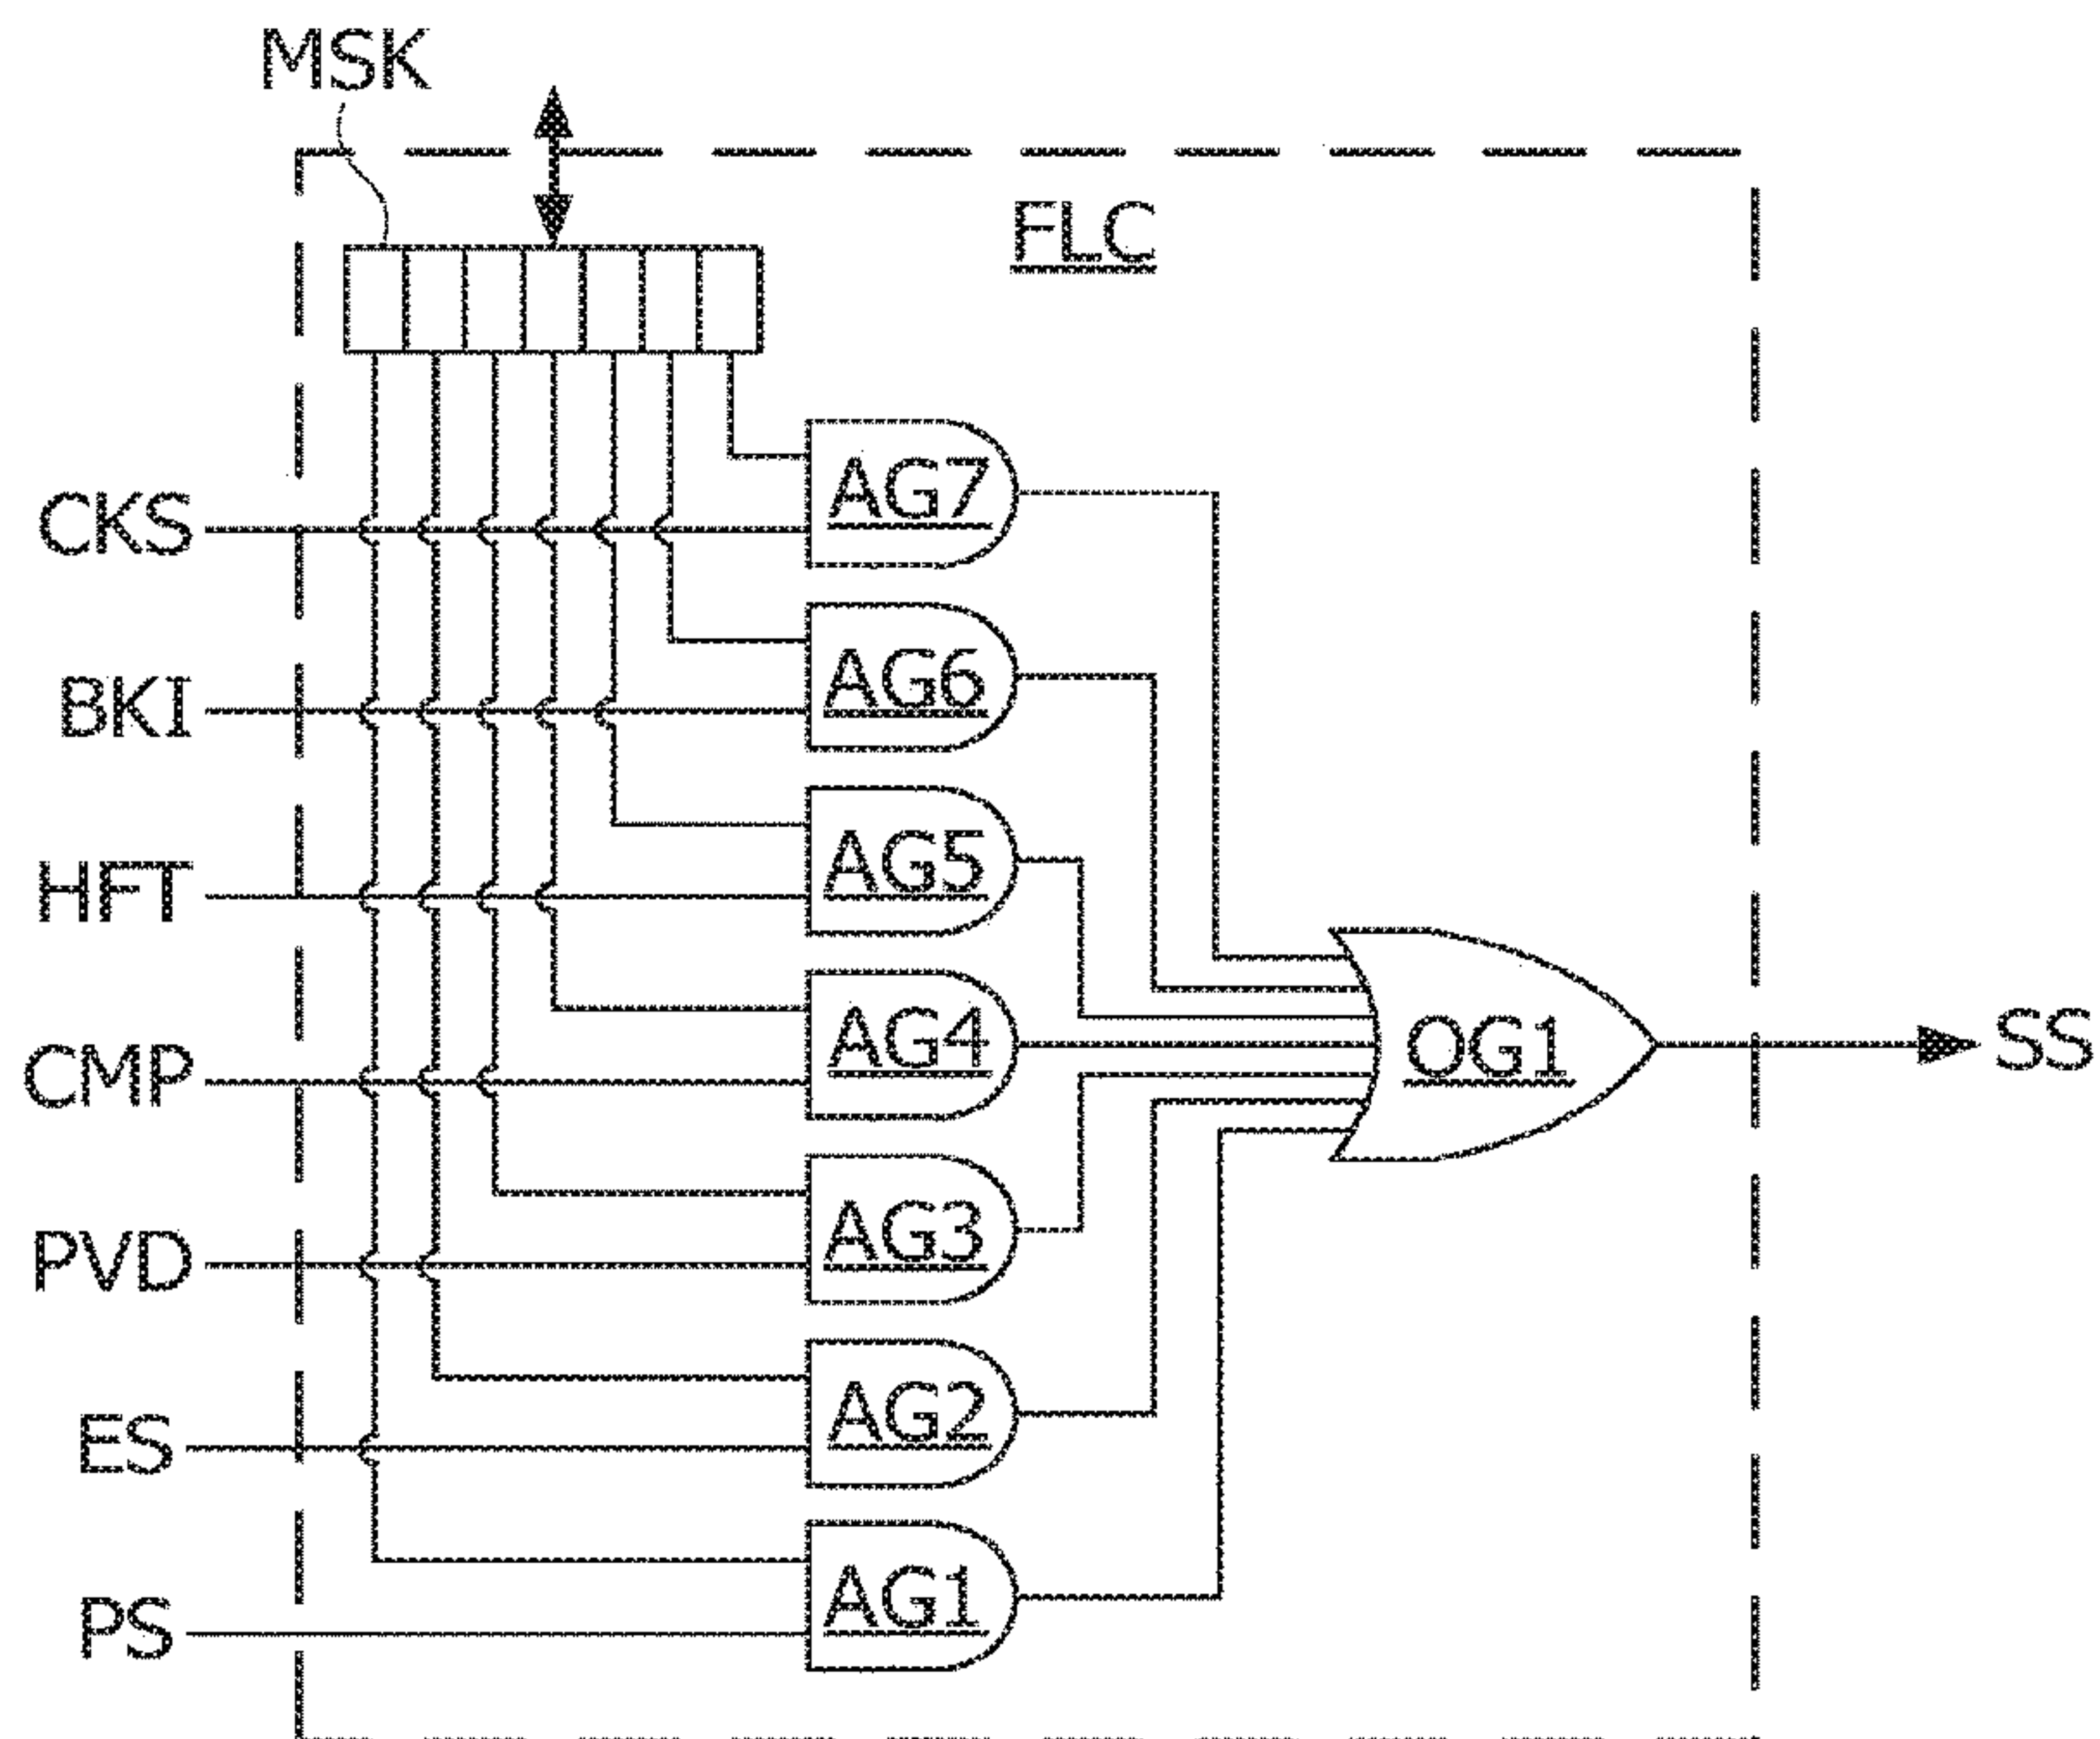 MSK
FLC
CKS
AG7
BKI
AG6
HFT
AG5
CMP
AG4
OG1
SS
PVD
AG3
ES
AG2
PS
AG1